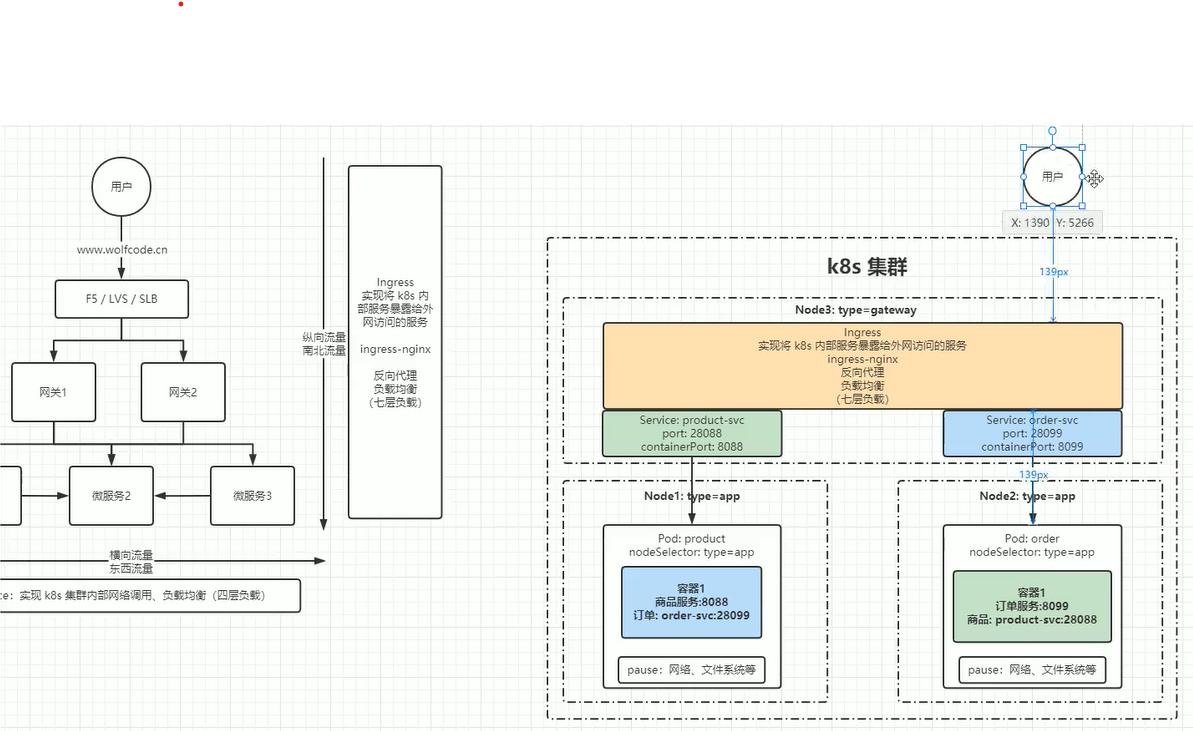 用户
www.wolfcode.cn
F5 / LVS / SLB
网关1
网关2
微服务2
微服务3
横向流量
东西流量
ce：实现 k8s 集群内部网络调用、负载均衡（四层负载）
纵向流量
南北流量
Ingress
实现将 k8s 内
部服务暴露给外
网访问的服务
ingress-nginx
反向代理
负载均衡
（七层负载）
用户
X: 1390 Y: 5266
k8s 集群
139px
Node3: type=gateway
Ingress
实现将 k8s 内部服务暴露给外网访问的服务
ingress-nginx
反向代理
负载均衡
（七层负载）
Service: product-svc
port: 28088
containerPort: 8088
Service: order-svc
port: 28099
containerPort: 8099
139px
Node1: type=app
Pod: product
nodeSelector: type=app
容器1
商品服务:8088
订单: order-svc:28099
pause：网络、文件系统等
Node2: type=app
Pod: order
nodeSelector: type=app
容器1
订单服务:8099
商品: product-svc:28088
pause：网络、文件系统等